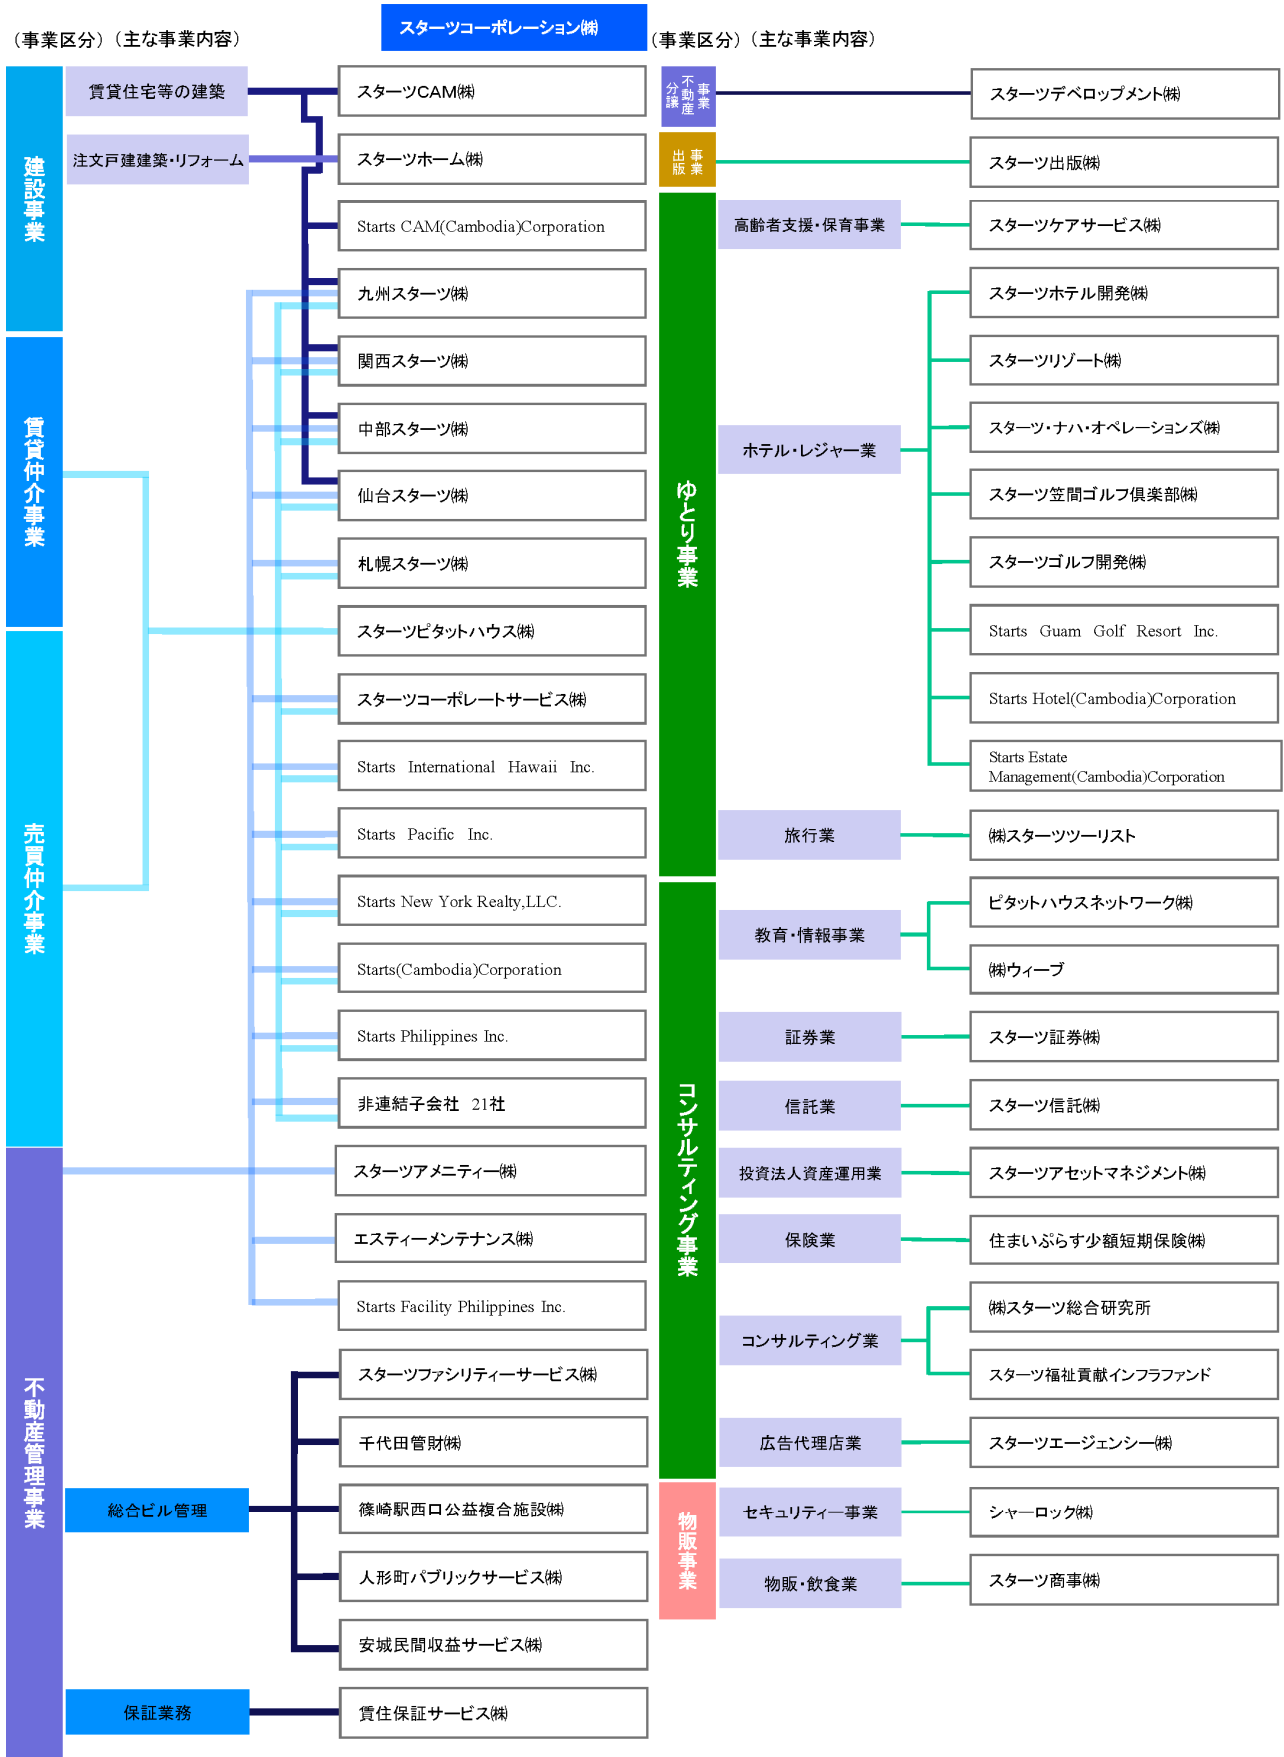 スターツコーポレーション㈱
（事業区分）（主な事業内容）
建設事業
賃貸住宅等の建築
スターツCAM㈱
注文戸建建築・リフォーム
スターツホーム㈱
Starts CAM(Cambodia)Corporation
九州スターツ㈱
賃貸仲介事業
関西スターツ㈱
中部スターツ㈱
仙台スターツ㈱
札幌スターツ㈱
スターツピタットハウス㈱
売買仲介事業
スターツコーポレートサービス㈱
Starts International Hawaii Inc.
Starts Pacific Inc.
Starts New York Realty,LLC.
Starts(Cambodia)Corporation
Starts Philippines Inc.
非連結子会社 21社
不動産管理事業
スターツアメニティー㈱
エスティーメンテナンス㈱
Starts Facility Philippines Inc.
スターツファシリティーサービス㈱
千代田管財㈱
総合ビル管理
篠崎駅西口公益複合施設㈱
人形町パブリックサービス㈱
安城民間収益サービス㈱
保証業務
賃住保証サービス㈱
（事業区分）（主な事業内容）
分譲
不動産
事業
スターツデベロップメント㈱
出版
事業
スターツ出版㈱
ゆとり事業
高齢者支援・保育事業
スターツケアサービス㈱
スターツホテル開発㈱
スターツリゾート㈱
スターツ・ナハ・オペレーションズ㈱
ホテル・レジャー業
スターツ笠間ゴルフ倶楽部㈱
スターツゴルフ開発㈱
Starts Guam Golf Resort Inc.
Starts Hotel(Cambodia)Corporation
Starts Estate
Management(Cambodia)Corporation
旅行業
㈱スターツツーリスト
コンサルティング事業
教育・情報事業
ピタットハウスネットワーク㈱
㈱ウィーブ
証券業
スターツ証券㈱
信託業
スターツ信託㈱
投資法人資産運用業
スターツアセットマネジメント㈱
保険業
住まいぷらす少額短期保険㈱
コンサルティング業
㈱スターツ総合研究所
スターツ福祉貢献インフラファンド
広告代理店業
スターツエージェンシー㈱
物販事業
セキュリティ―事業
シャーロック㈱
物販・飲食業
スターツ商事㈱